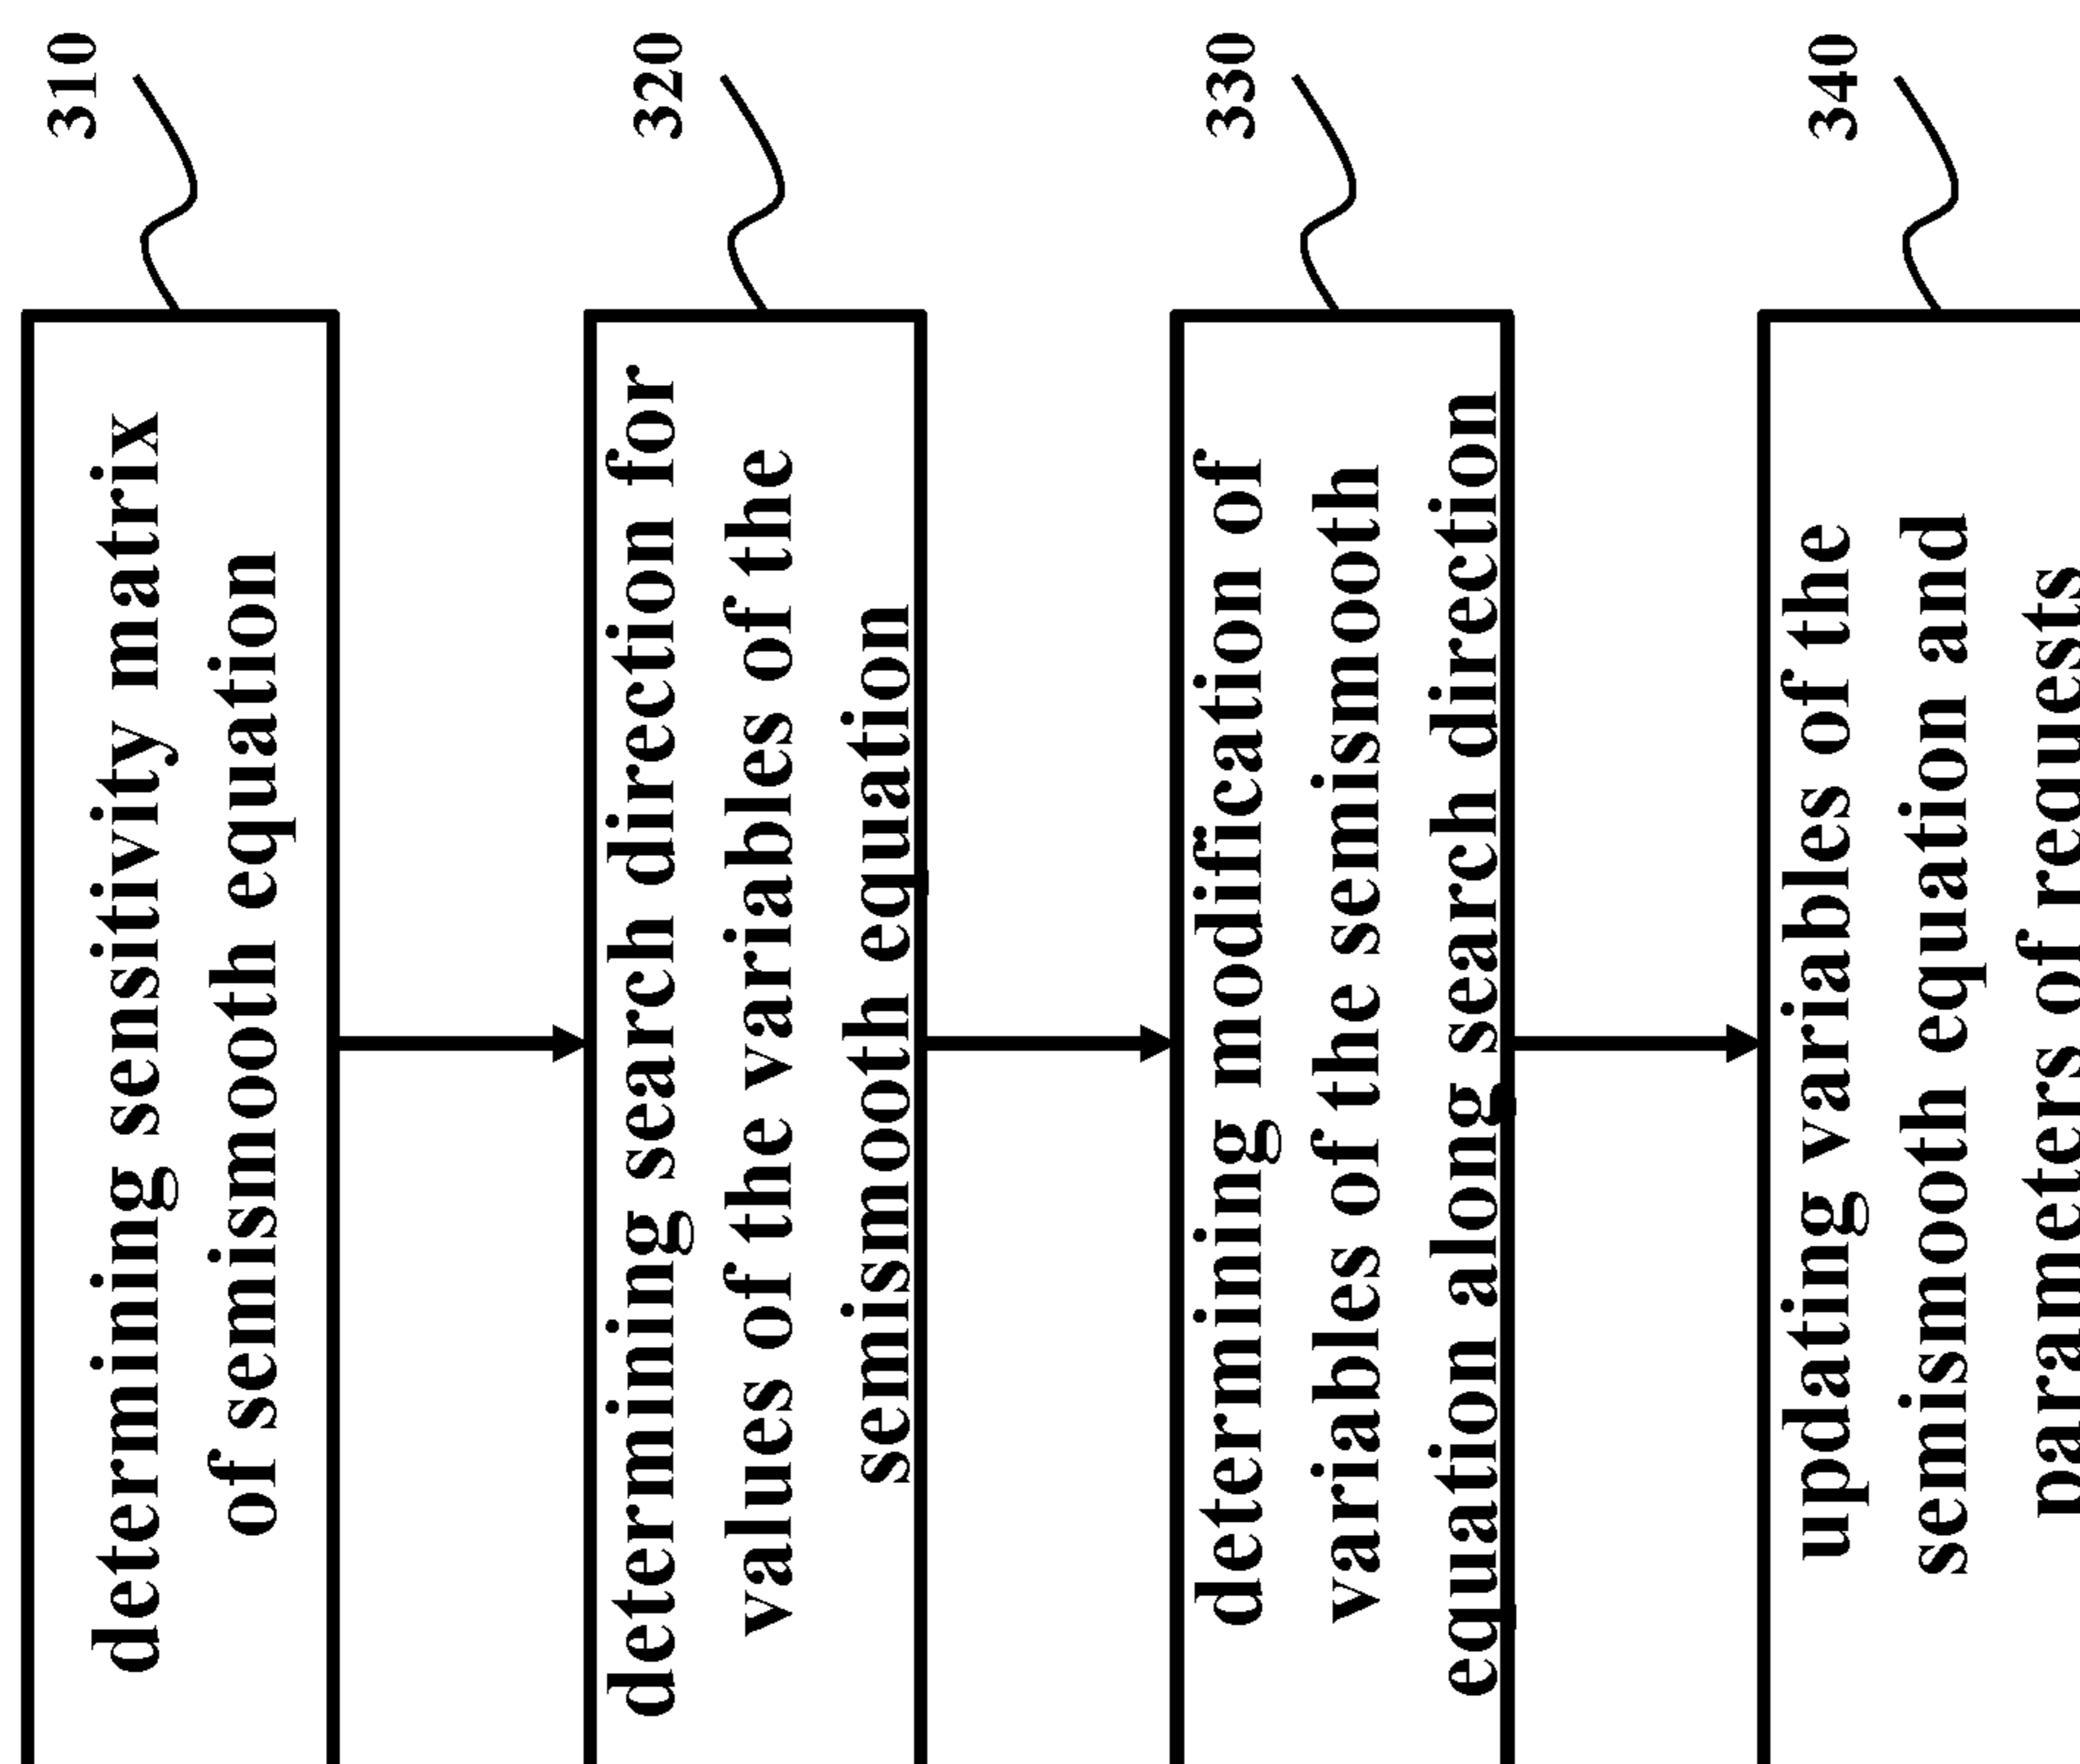 310
determining sensitivity matrix
of semismooth equation
320
determining search direction for
values of the variables of the
semismooth equation
330
determining modification of
variables of the semismooth
equation along search direction
340
updating variables of the
semismooth equation and
parameters of requests